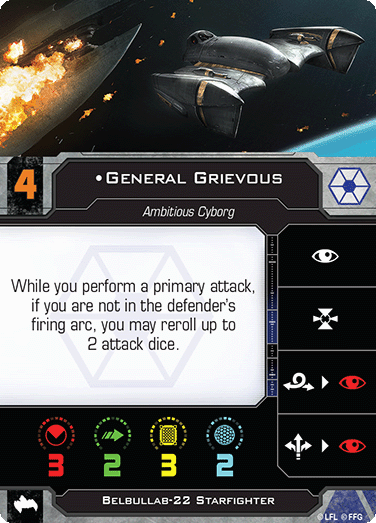 4
•General Grievous
Ambitious Cyborg
While you perform a primary attack,
if you are not in the defender's
firing arc, you may reroll up to
2 attack dice.
3 2 3 2
Belbullab-22 Starfighter
©LFL ©FFG